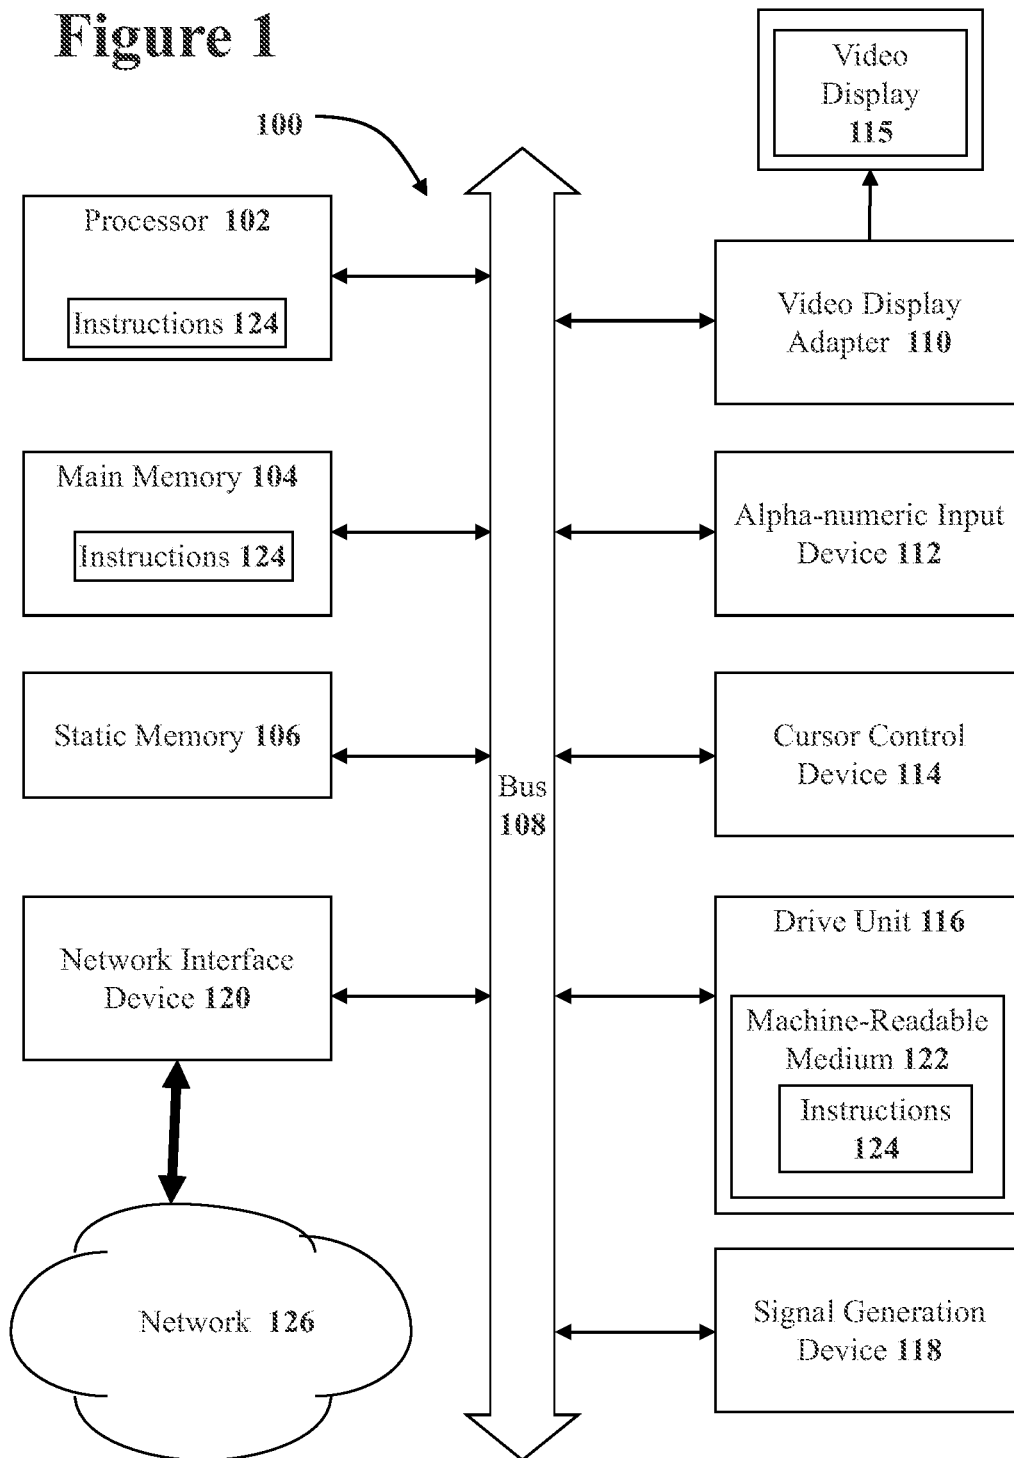 Figure 1
100
Processor 102
Instructions 124
Main Memory 104
Instructions 124
Static Memory 106
Network Interface
Device 120
Network 126
Bus
108
Video
Display
115
Video Display
Adapter 110
Alpha-numeric Input
Device 112
Cursor Control
Device 114
Drive Unit 116
Machine-Readable
Medium 122
Instructions
124
Signal Generation
Device 118